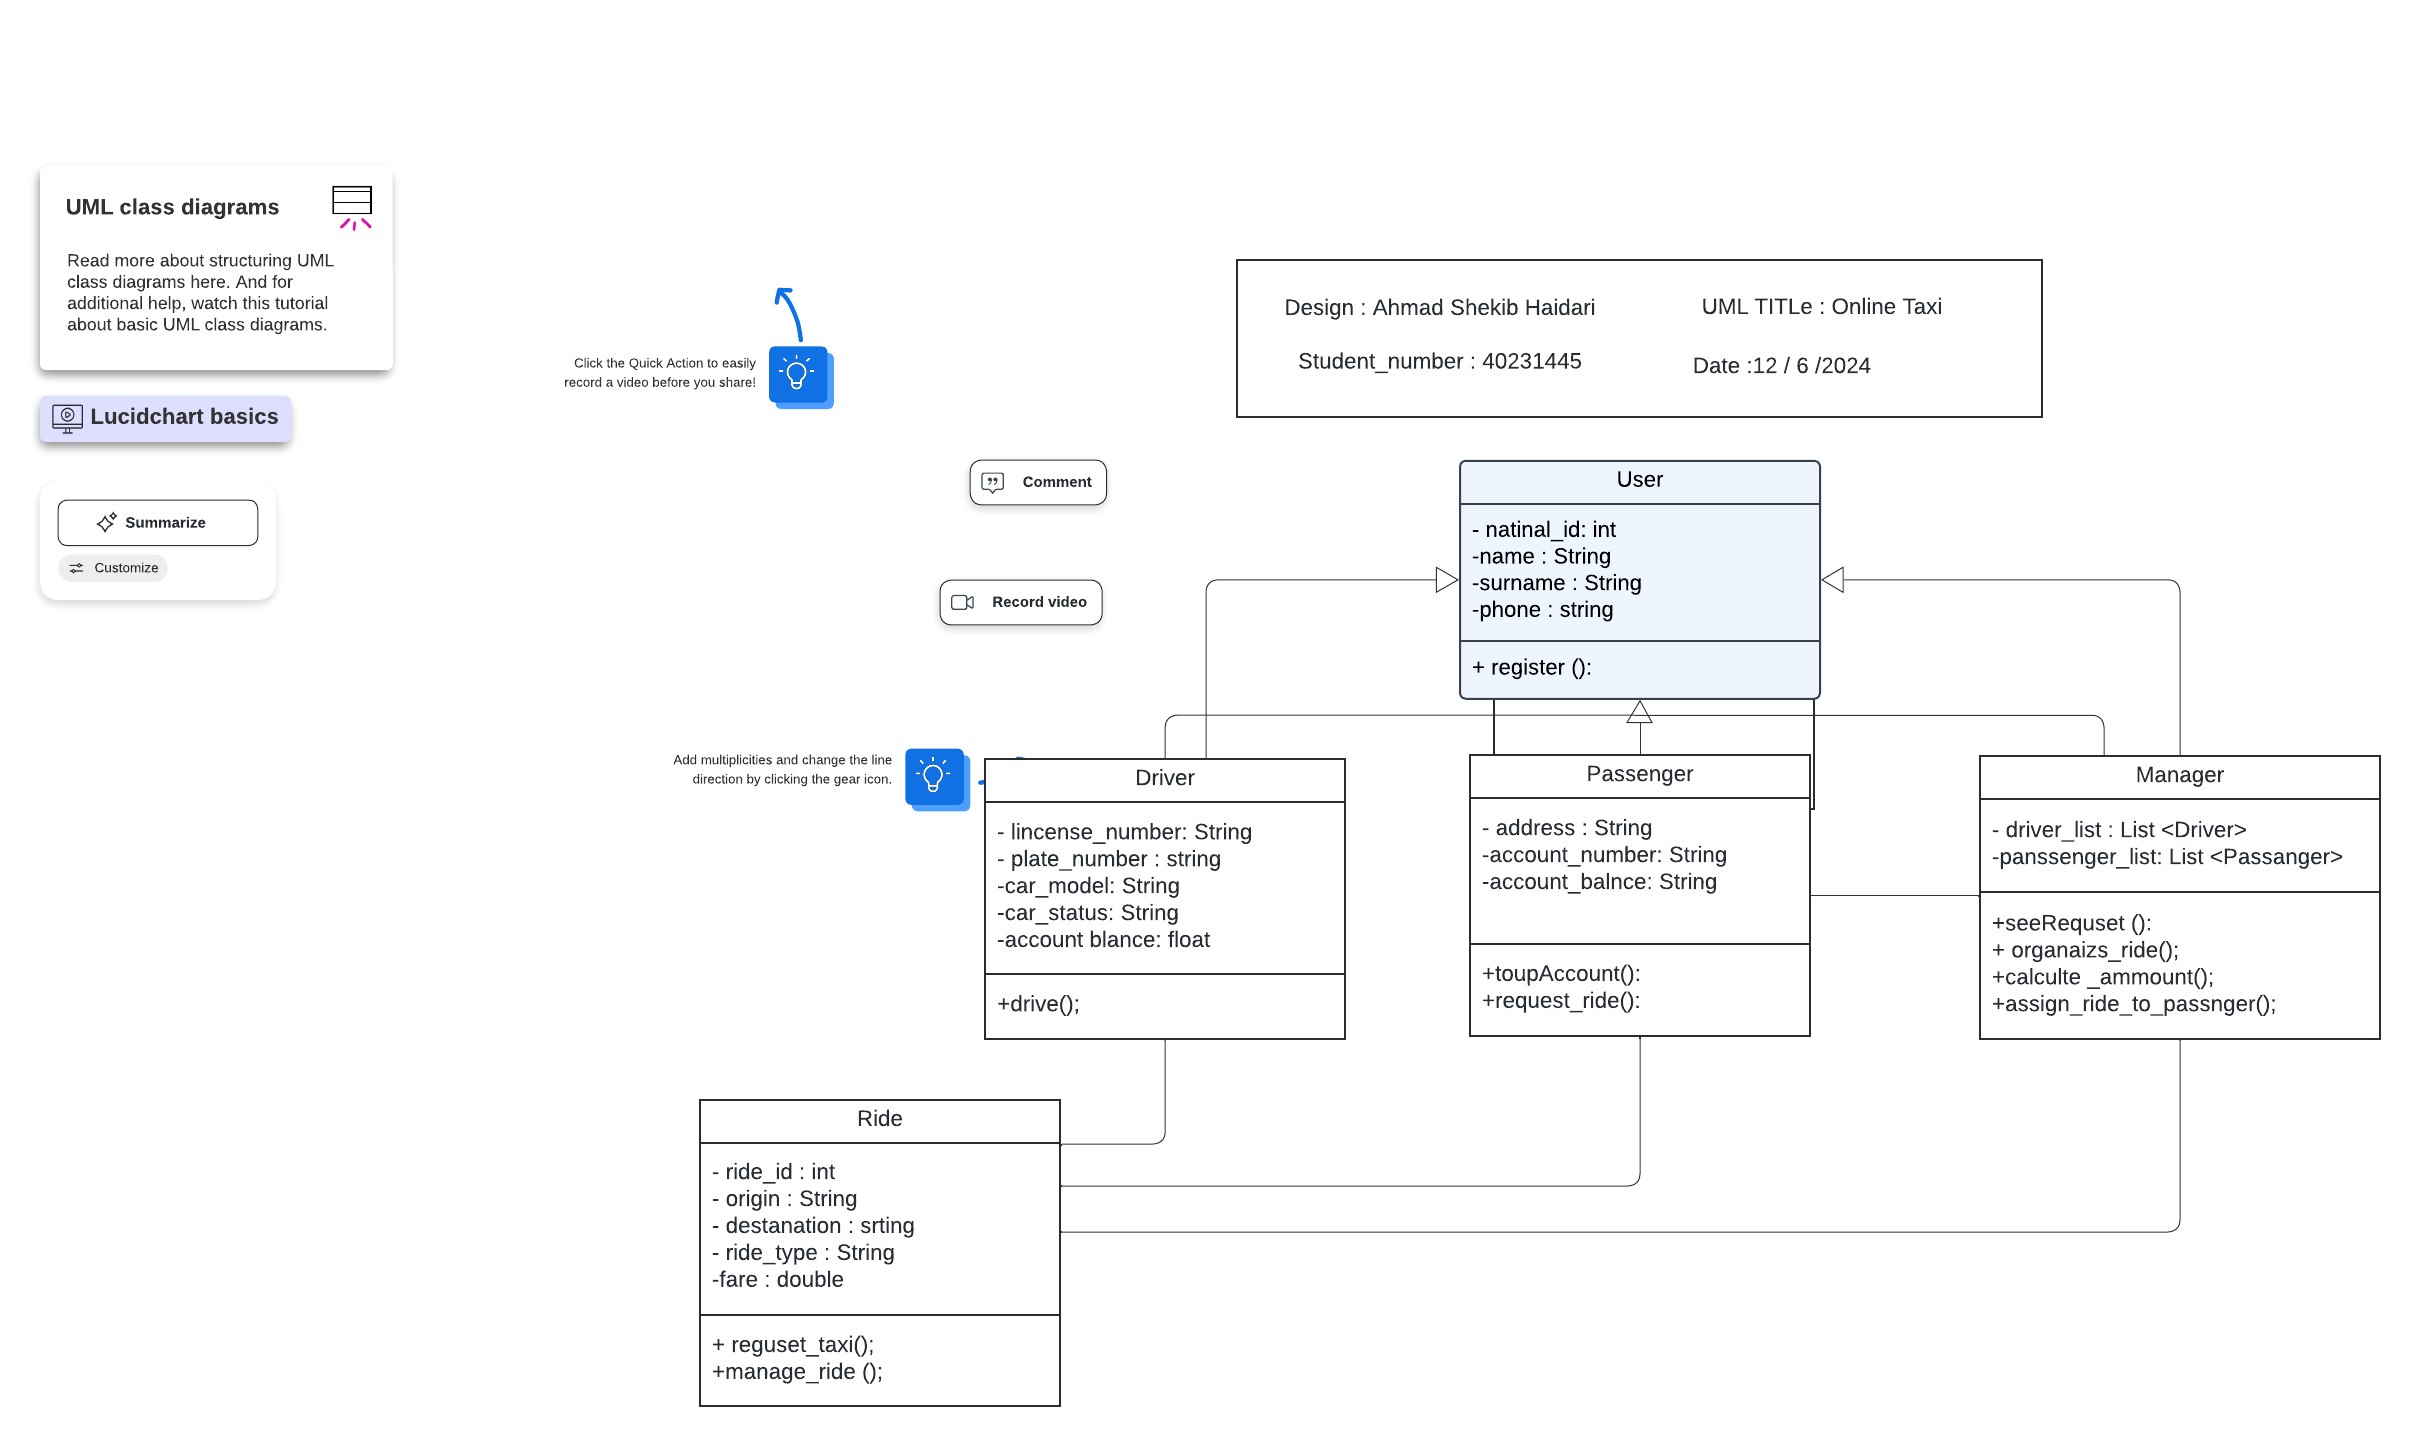 UML class diagrams
Read more about structuring UML
class diagrams here. And for
additional help, watch this tutorial
about basic UML class diagrams.
Lucidchart basics
Summarize
Customize
Click the Quick Action to easily
record a video before you share!
Comment
Record video
Add multiplicities and change the line
direction by clicking the gear icon.
Design : Ahmad Shekib Haidari
UML TITLe : Online Taxi
Student_number : 40231445
Date :12 / 6 /2024
User
- natinal_id: int
-name : String
-surname : String
-phone : string
+ register ():
Driver
- lincense_number: String
- plate_number : string
-car_model: String
-car_status: String
-account blance: float
+drive();
Passenger
- address : String
-account_number: String
-account_balnce: String
+toupAccount():
+request_ride():
Manager
- driver_list : List <Driver>
-panssenger_list: List <Passanger>
+seeRequset ():
+ organaizs_ride();
+calculte _ammount();
+assign_ride_to_passnger();
Ride
- ride_id : int
- origin : String
- destanation : srting
- ride_type : String
-fare : double
+ reguset_taxi();
+manage_ride ();